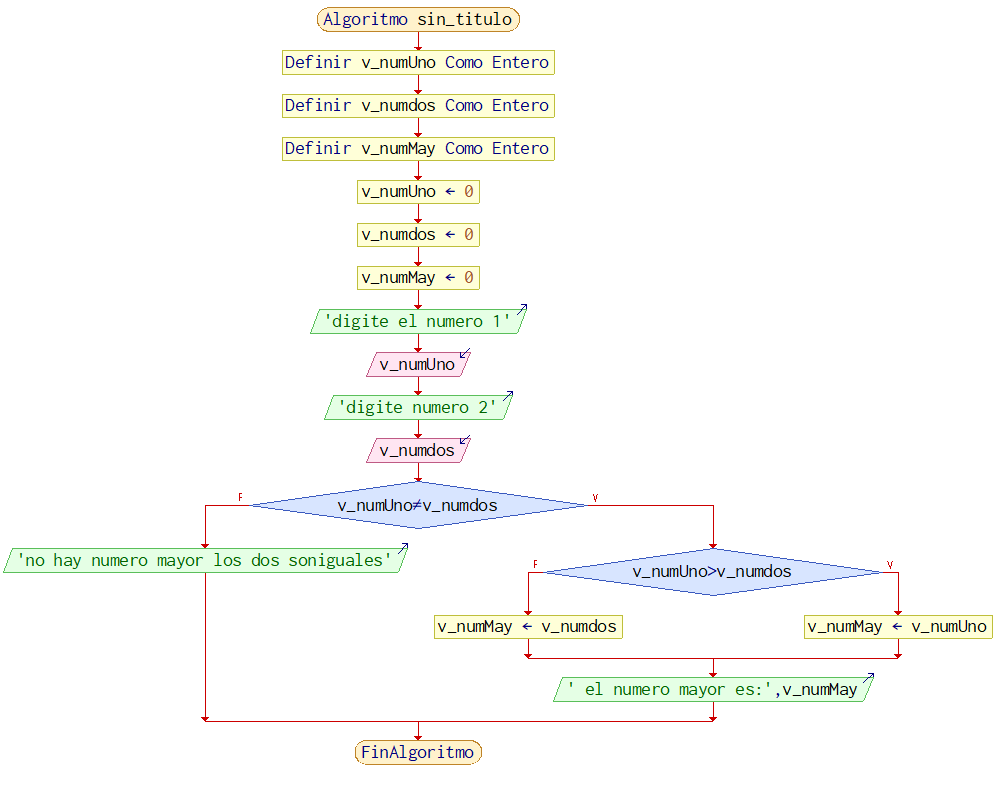 Algoritmo sin_titulo
Definir v_numUno Como Entero
Definir v_numdos Como Entero
Definir v_numMay Como Entero
v_numUno ← 0
v_numdos ← 0
v_numMay ← 0
'digite el numero 1'
v_numUno
'digite numero 2'
v_numdos
F
v_numUno≠v_numdos
V
'no hay numero mayor los dos soniguales'
F
v_numUno>v_numdos
V
v_numMay ← v_numdos
v_numMay ← v_numUno
' el numero mayor es:',v_numMay
FinAlgoritmo